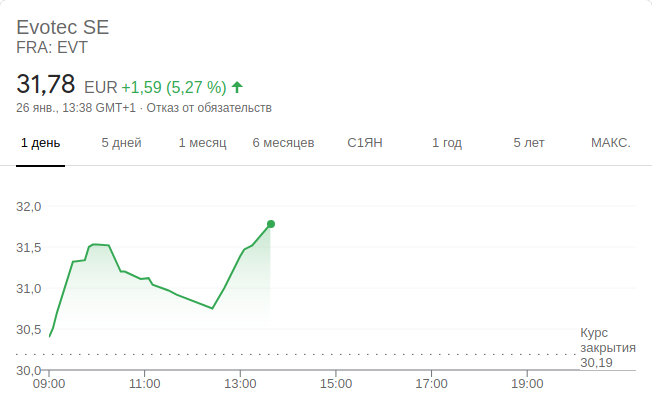 Evotec SE
FRA: EVT
31,78 EUR +1,59 (5,27 %)
26 янв., 13:38 GMT+1 · Отказ от обязательств
1 день 5 дней 1 месяц 6 месяцев С1ЯН 1 год 5 лет МАКС.
32,0
31,5
31,0
30,5
Курс
закрытия
30,19
30,0
09:00 11:00 13:00 15:00 17:00 19:00